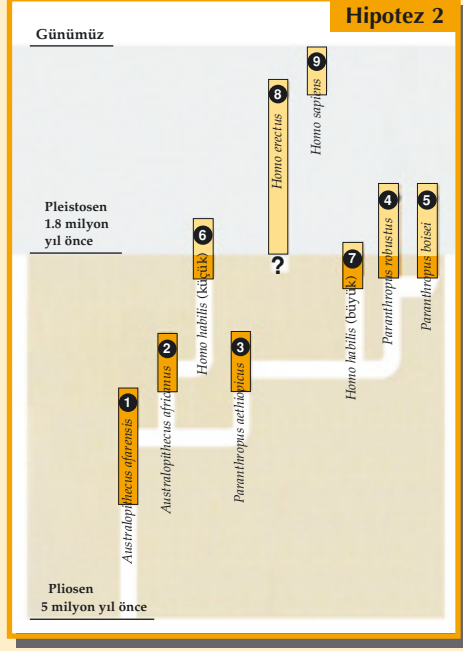 Hipotez 2
Günümüz
9
Homo sapiens
8
Homo erectus
Pleistosen
1.8 milyon
yıl önce
4
Paranthropus robustus
5
Paranthropus boisei
6
Homo habilis (küçük)
?
7
Homo habilis (büyük)
2
Australopithecus africanus
3
Paranthropus aethiopicus
1
Australopithecus afarensis
Pliosen
5 milyon yıl önce